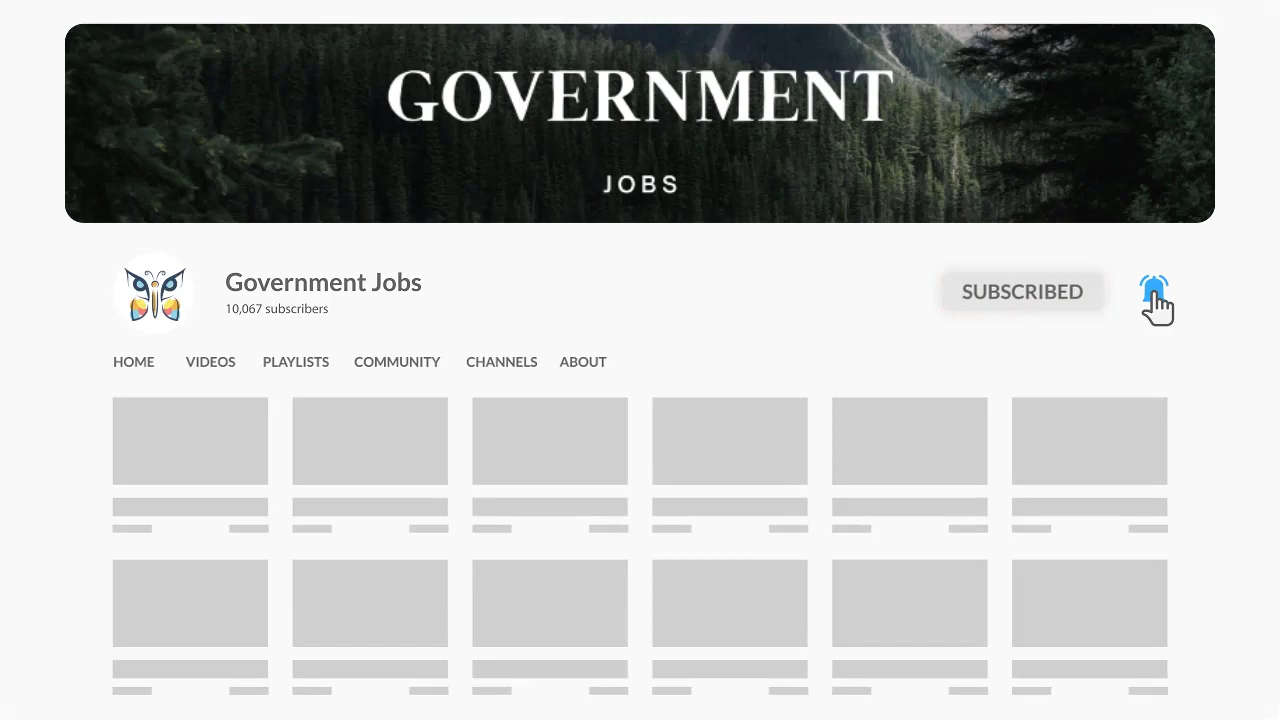 GOVERNMENT
JOBS
Government Jobs
10,067 subscribers
SUBSCRIBED
HOME VIDEOS PLAYLISTS COMMUNITY CHANNELS ABOUT